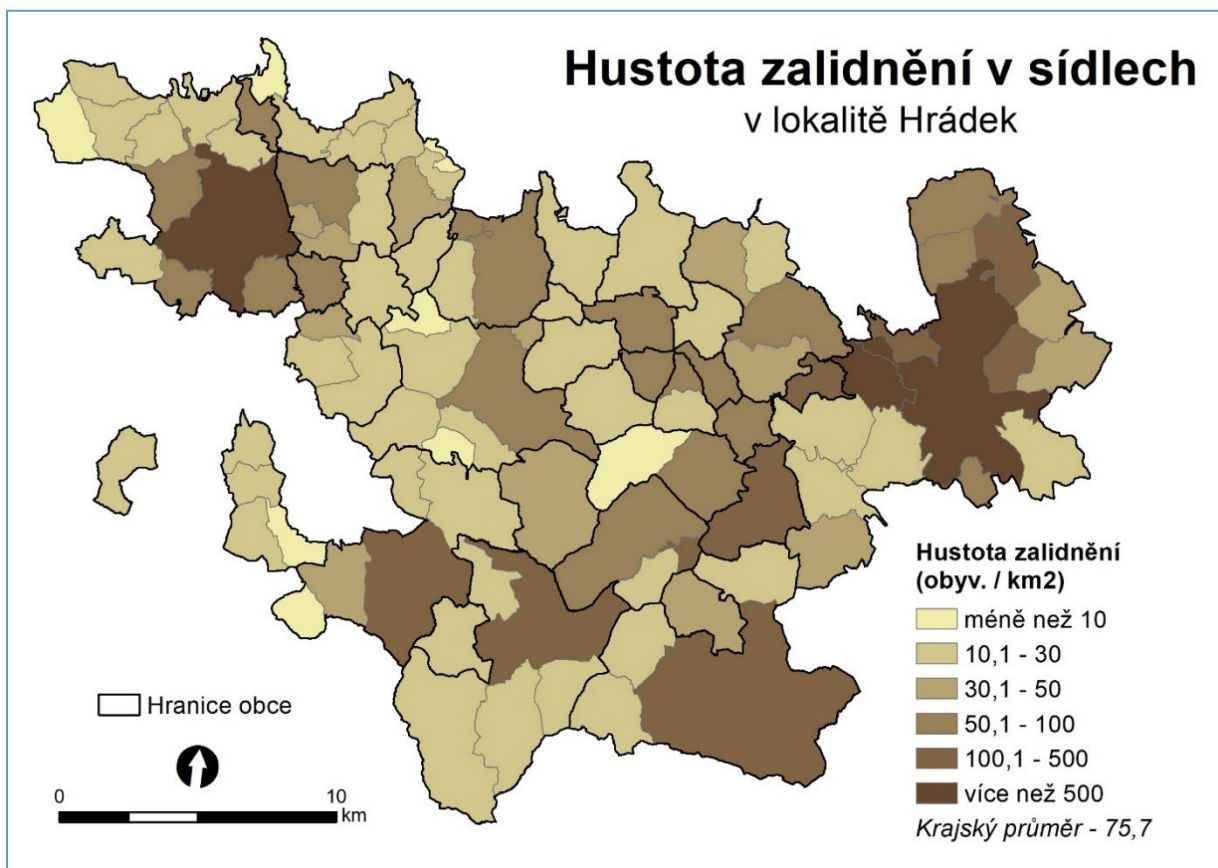 Hustota zalidnění v sídlech
v lokalitě Hrádek
Hustota zalidnění
(obyv. / km2)
méně než 10
10,1 - 30
30,1 - 50
50,1 - 100
100,1 - 500
více než 500
Krajský průměr - 75,7
Hranice obce
0 10
km